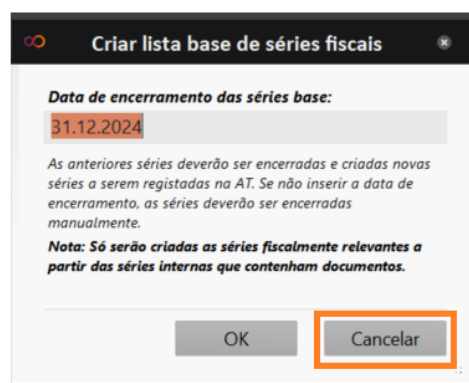 Criar lista base de séries fiscais
Data de encerramento das séries base:
31.12.2024
As anteriores séries deverão ser encerradas e criadas novas
séries a serem registadas na AT. Se não inserir a data de
encerramento, as séries deverão ser encerradas
manualmente.
Nota: Só serão criadas as séries fiscalmente relevantes a
partir das séries internas que contenham documentos.
OK
Cancelar